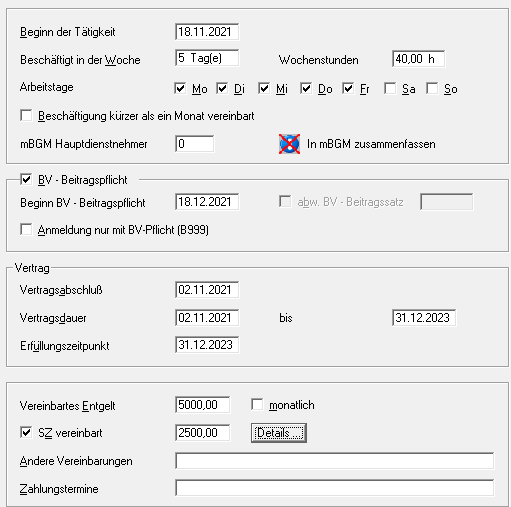 Beginn der Tätigkeit 18.11.2021
Beschäftigt in der Woche 5 Tag(e) Wochenstunden 40,00 h
Arbeitstage Mo Di Mi Do Fr Sa So
Beschäftigung kürzer als ein Monat vereinbart
mBGM Hauptdienstnehmer 0 In mBGM zusammenfassen
BV - Beitragspflicht
Beginn BV - Beitragspflicht 18.12.2021 abw. BV - Beitragssatz
Anmeldung nur mit BV-Pflicht (B999)
Vertrag
Vertragsabschluß 02.11.2021
Vertragsdauer 02.11.2021 bis 31.12.2023
Erfüllungszeitpunkt 31.12.2023
Vereinbartes Entgelt 5000,00 monatlich
SZ vereinbart 2500,00 Details...
Andere Vereinbarungen
Zahlungstermine